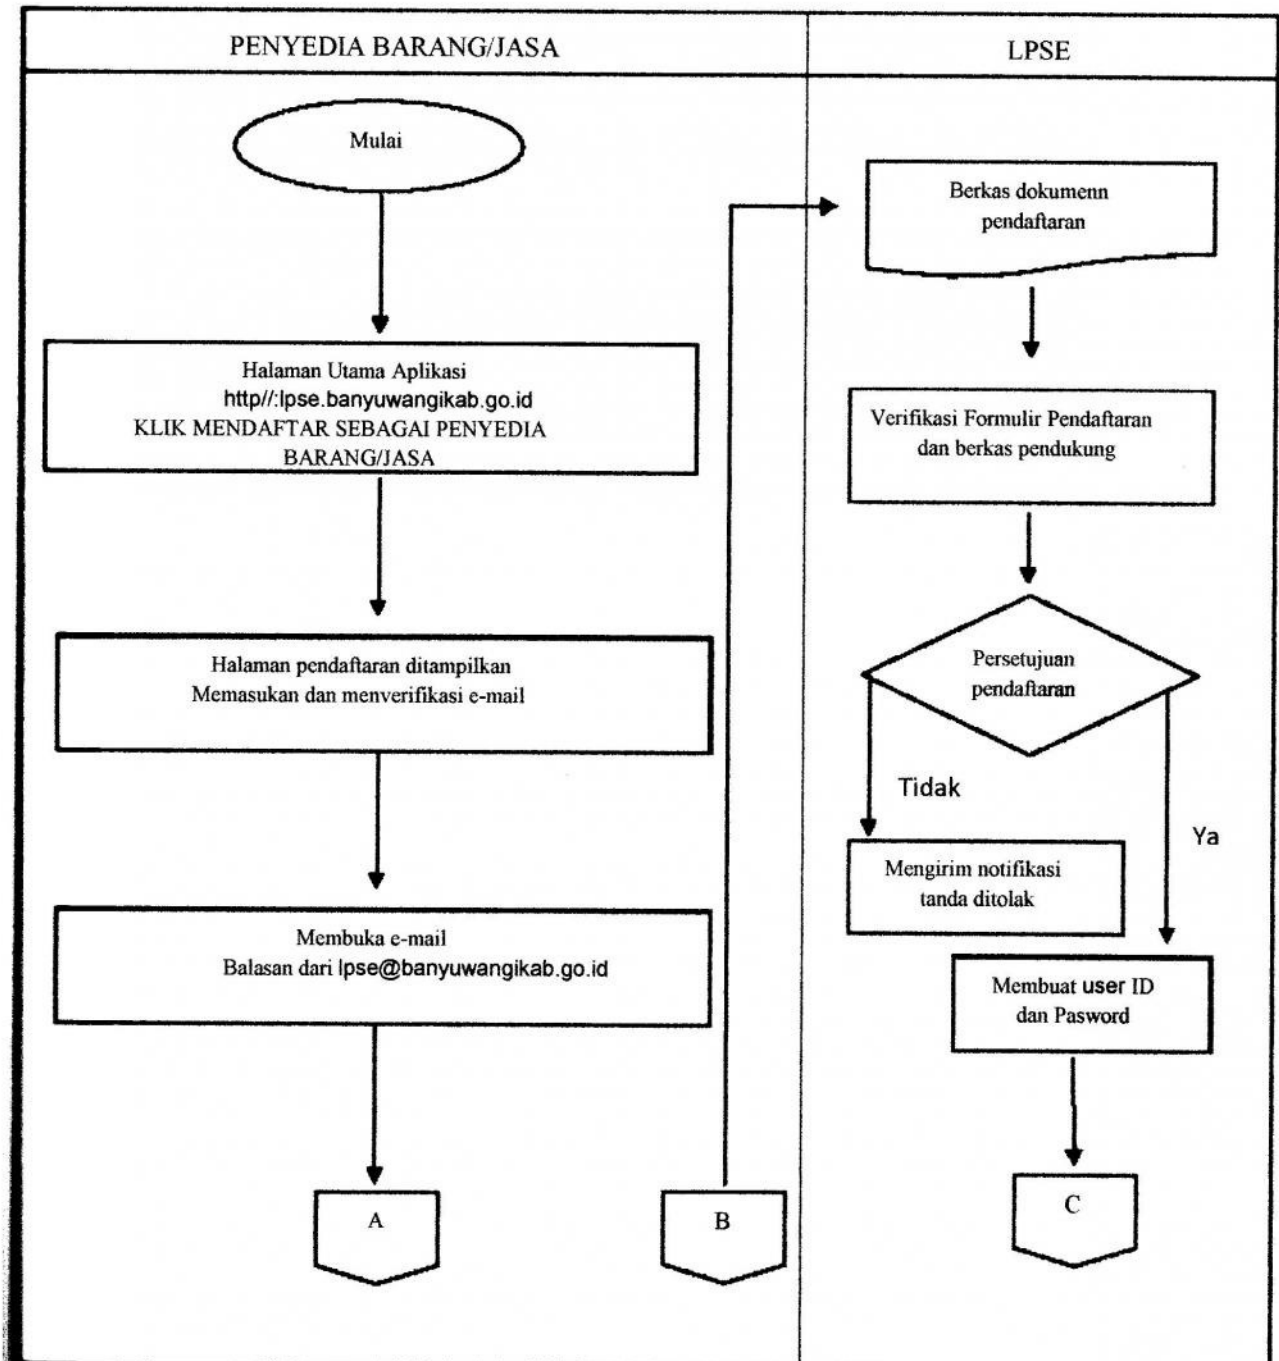 PENYEDIA BARANG/JASA
LPSE
Mulai
Halaman Utama Aplikasi
http//:lpse.banyuwangikab.go.id
KLIK MENDAFTAR SEBAGAI PENYEDIA
BARANG/JASA
Halaman pendaftaran ditampilkan
Memasukan dan menverifikasi e-mail
Membuka e-mail
Balasan dari lpse@banyuwangikab.go.id
A
B
Berkas dokumenn
pendaftaran
Verifikasi Formulir Pendaftaran
dan berkas pendukung
Persetujuan
pendaftaran
Tidak
Ya
Mengirim notifikasi
tanda ditolak
Membuat user ID
dan Pasword
C